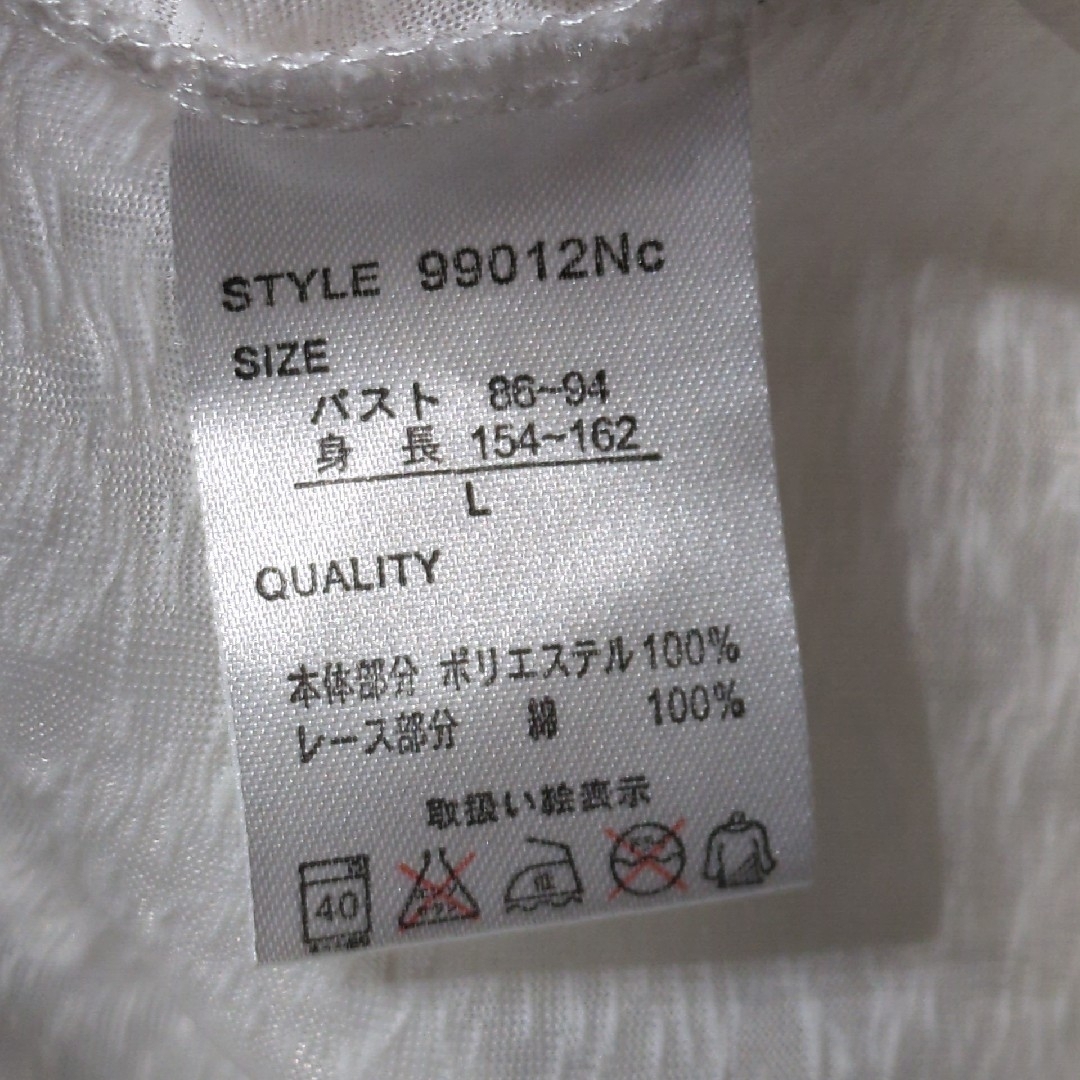 STYLE 99012Nc
SIZE
バスト 86~94
身 長 154~162
L
QUALITY
本体部分 ポリエステル100%
レース部分 綿 100%
取扱い絵表示
40 低